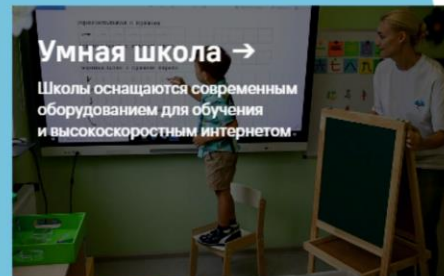 Умная школа →
Школы оснащаются современным
оборудованием для обучения
и высокоскоростным интернетом